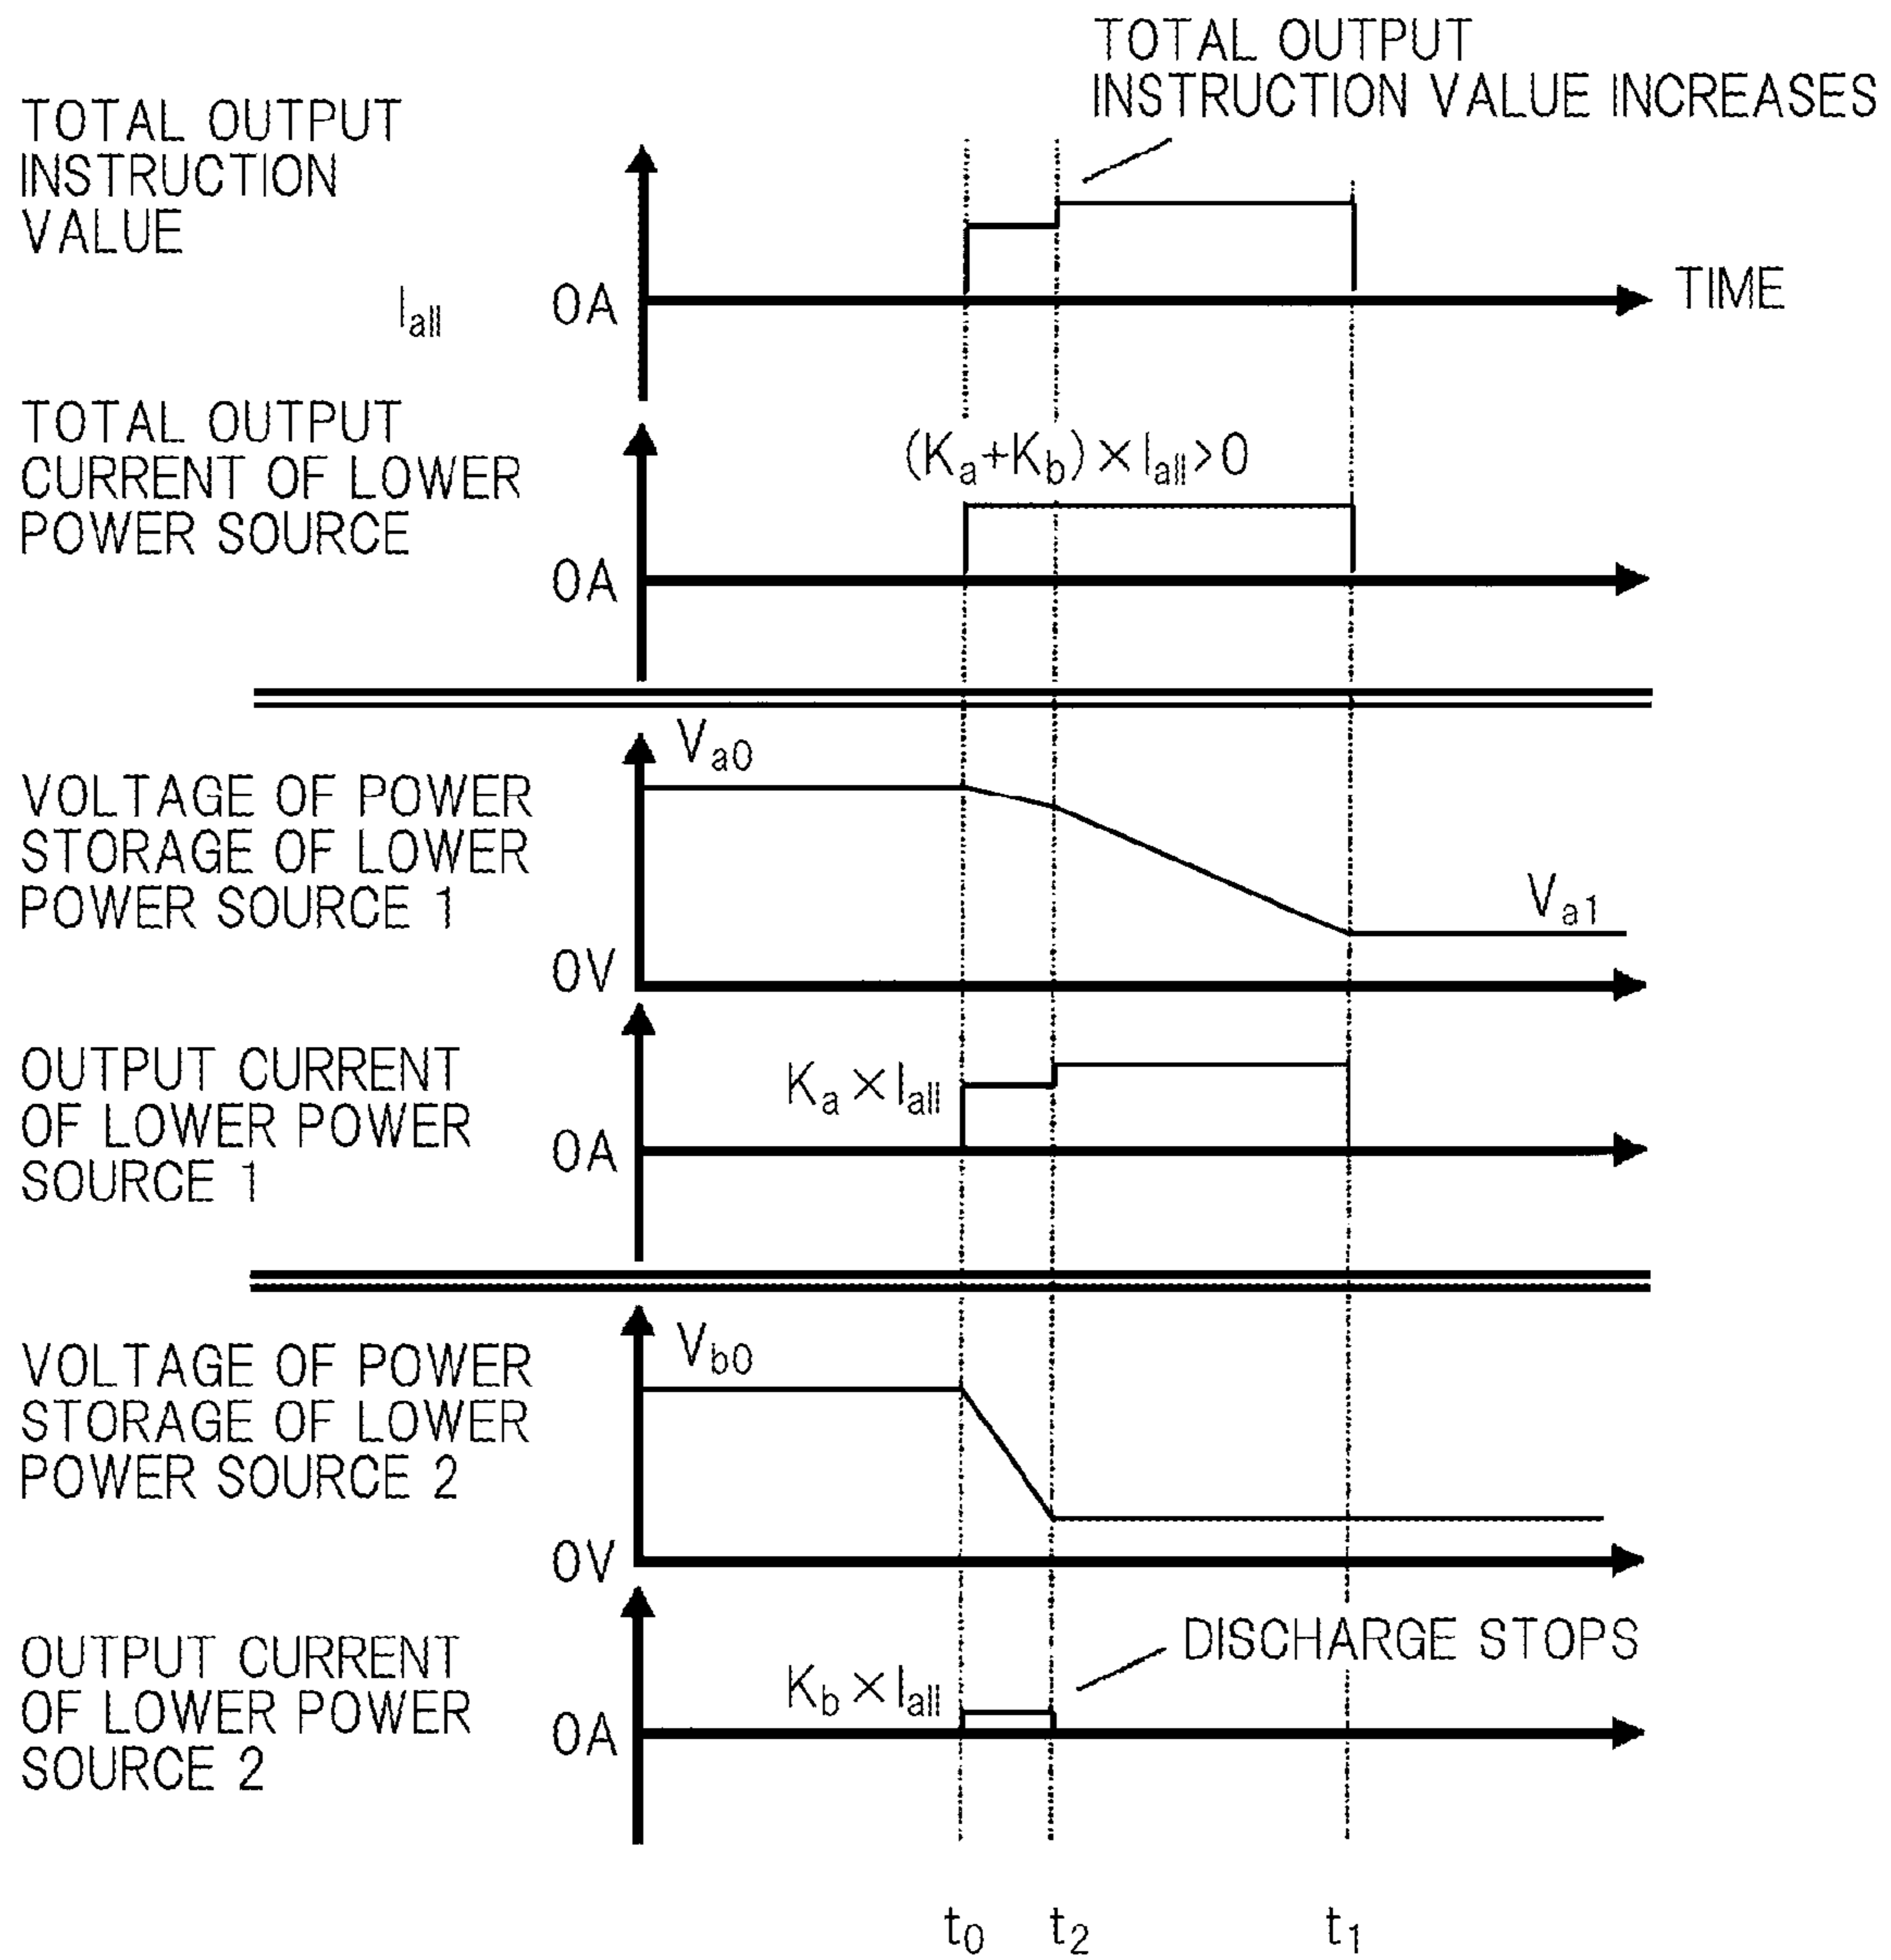 TOTAL OUTPUT
INSTRUCTION VALUE INCREASES
TOTAL OUTPUT
INSTRUCTION
VALUE
I_all
0A
TIME
TOTAL OUTPUT
CURRENT OF LOWER
POWER SOURCE
(K_a+K_b)×I_all>0
0A
V_a0
VOLTAGE OF POWER
STORAGE OF LOWER
POWER SOURCE 1
V_a1
0V
OUTPUT CURRENT
OF LOWER POWER
SOURCE 1
K_a×I_all
0A
V_b0
VOLTAGE OF POWER
STORAGE OF LOWER
POWER SOURCE 2
0V
DISCHARGE STOPS
OUTPUT CURRENT
OF LOWER POWER
SOURCE 2
K_b×I_all
0A
t_0 t_2 t_1